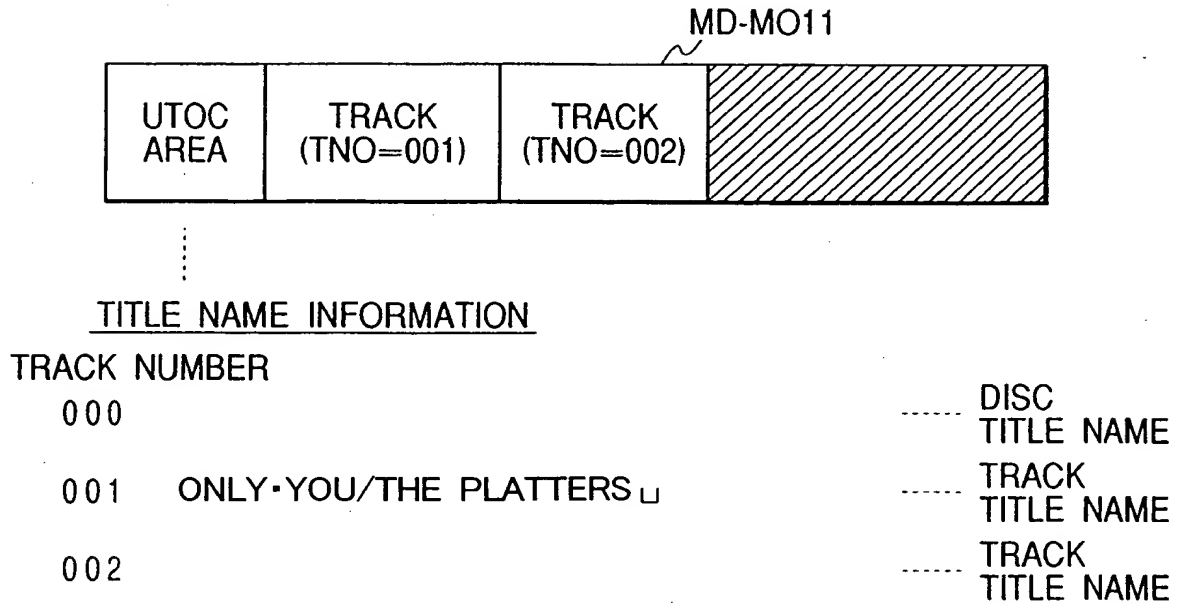 MD-MO11
UTOC AREA
TRACK (TNO=001)
TRACK (TNO=002)
TITLE NAME INFORMATION
TRACK NUMBER
000 ------ DISC TITLE NAME
001 ONLY·YOU/THE PLATTERS␣ ------ TRACK TITLE NAME
002 ------ TRACK TITLE NAME